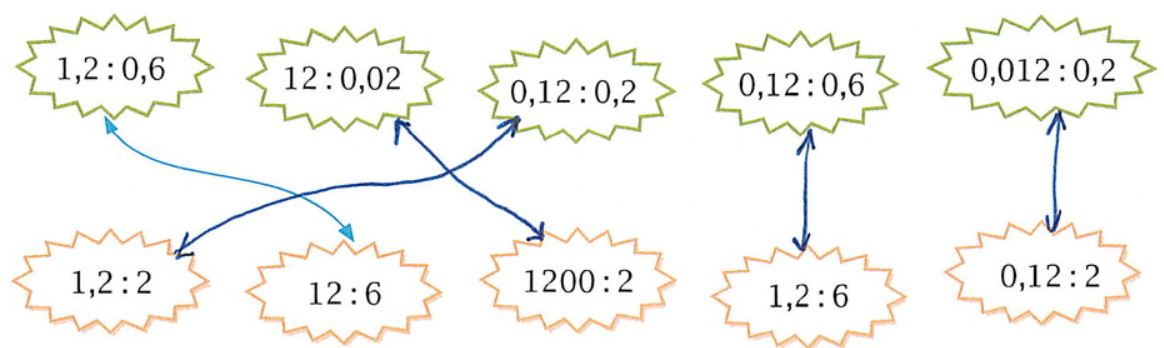 1,2 : 0,6
12 : 0,02
0,12 : 0,2
0,12 : 0,6
0,012 : 0,2
1,2 : 2
12 : 6
1200 : 2
1,2 : 6
0,12 : 2